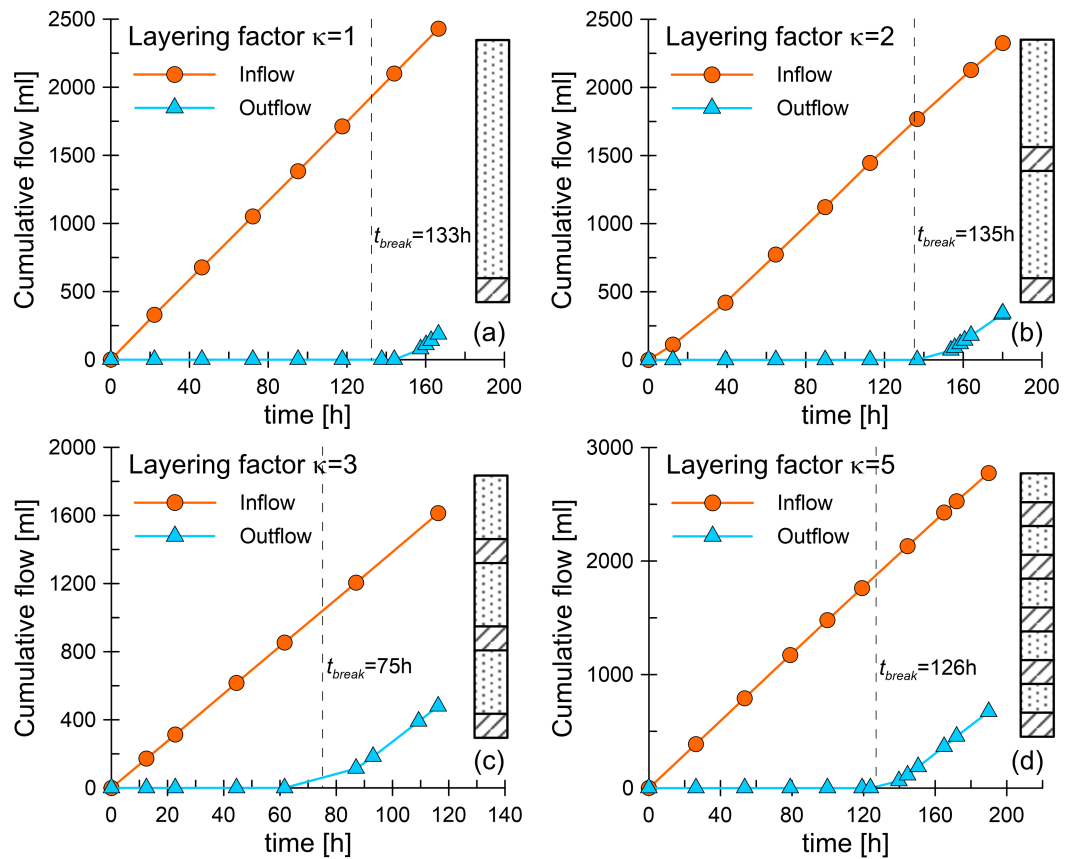 Layering factor κ=1
Inflow
Outflow
t_break=133h
(a)
Cumulative flow [ml]
2500
2000
1500
1000
500
0
0 40 80 120 160 200
time [h]
Layering factor κ=2
Inflow
Outflow
t_break=135h
(b)
Cumulative flow [ml]
2500
2000
1500
1000
500
0
0 40 80 120 160 200
time [h]
Layering factor κ=3
Inflow
Outflow
t_break=75h
(c)
Cumulative flow [ml]
2000
1600
1200
800
400
0
0 20 40 60 80 100 120 140
time [h]
Layering factor κ=5
Inflow
Outflow
t_break=126h
(d)
Cumulative flow [ml]
3000
2000
1000
0
0 40 80 120 160 200
time [h]